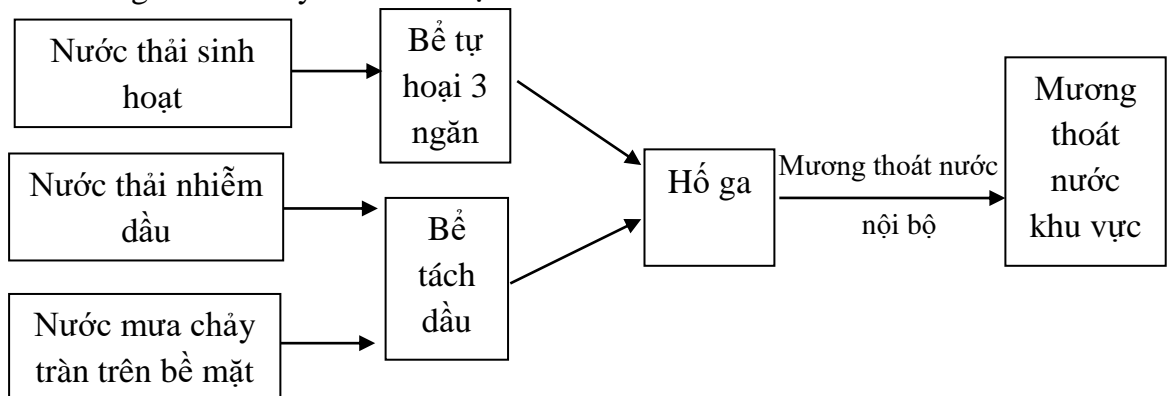 Nước thải sinh
hoạt
Bể tự
hoại 3
ngăn
Nước thải nhiễm
dầu
Bể
tách
dầu
Nước mưa chảy
tràn trên bề mặt
Hố ga
Mương thoát nước
nội bộ
Mương
thoát
nước
khu vực